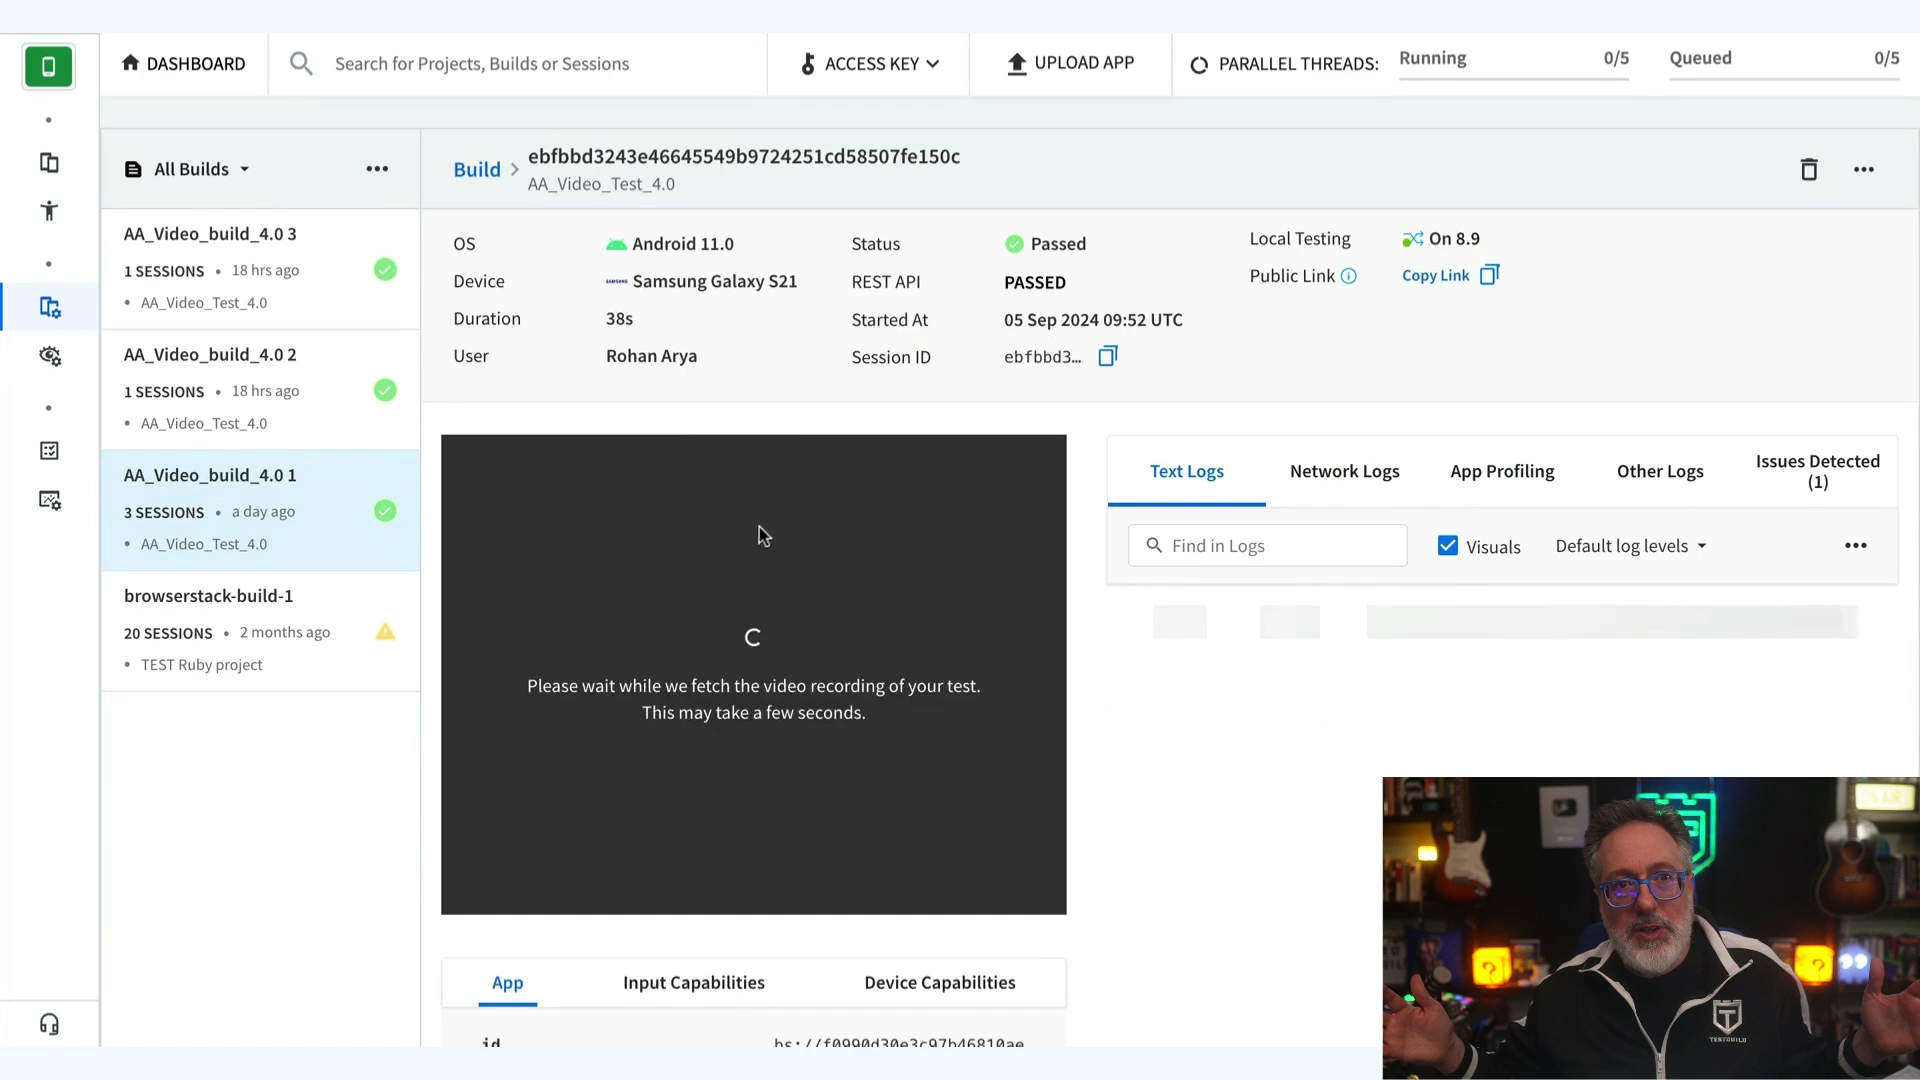 DASHBOARD
Search for Projects, Builds or Sessions
ACCESS KEY
UPLOAD APP
PARALLEL THREADS:
Running 0/5
Queued 0/5
All Builds
Build > ebfbbd3243e46645549b9724251cd58507fe150c
AA_Video_Test_4.0
AA_Video_build_4.0 3
1 SESSIONS • 18 hrs ago
• AA_Video_Test_4.0
AA_Video_build_4.0 2
1 SESSIONS • 18 hrs ago
• AA_Video_Test_4.0
AA_Video_build_4.0 1
3 SESSIONS • a day ago
• AA_Video_Test_4.0
browserstack-build-1
20 SESSIONS • 2 months ago
• TEST Ruby project
OS Android 11.0
Device SAMSUNG Samsung Galaxy S21
Duration 38s
User Rohan Arya
Status Passed
REST API PASSED
Started At 05 Sep 2024 09:52 UTC
Session ID ebfbbd3...
Local Testing On 8.9
Public Link Copy Link
Please wait while we fetch the video recording of your test.
This may take a few seconds.
Text Logs
Network Logs
App Profiling
Other Logs
Issues Detected
(1)
Find in Logs
Visuals
Default log levels
App
Input Capabilities
Device Capabilities
id bs://f0990d30e3c97b46810ae
ON AIR
T
TESTGUILD